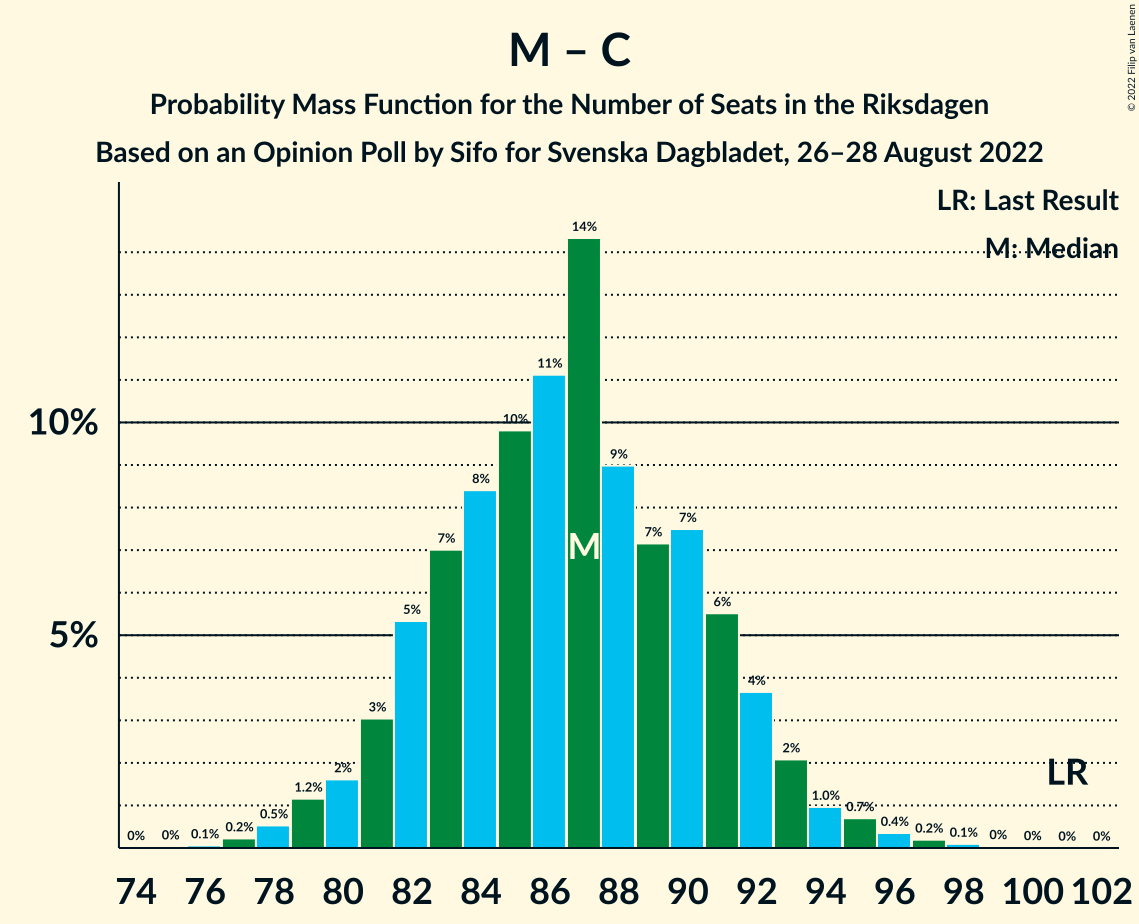 M – C
Probability Mass Function for the Number of Seats in the Riksdagen
Based on an Opinion Poll by Sifo for Svenska Dagbladet, 26–28 August 2022
© 2022 Filip van Laenen
LR: Last Result
M: Median
10%
5%
0% 0% 0.1% 0.2% 0.5% 1.2% 2% 3% 5% 7% 8% 10% 11% 14% 9% 7% 7% 6% 4% 2% 1.0% 0.7% 0.4% 0.2% 0.1% 0% 0% 0% 0%
M
LR
74 76 78 80 82 84 86 88 90 92 94 96 98 100 102